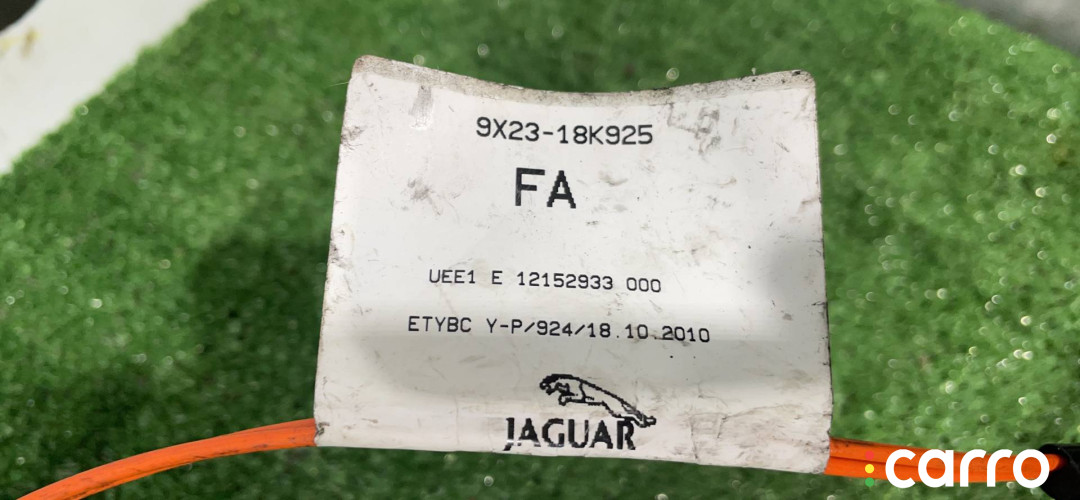 9X23-18K925
FA
UEE1 E 12152933 000
ETYBC Y-P/924/18.10.2010
JAGUAR
carro